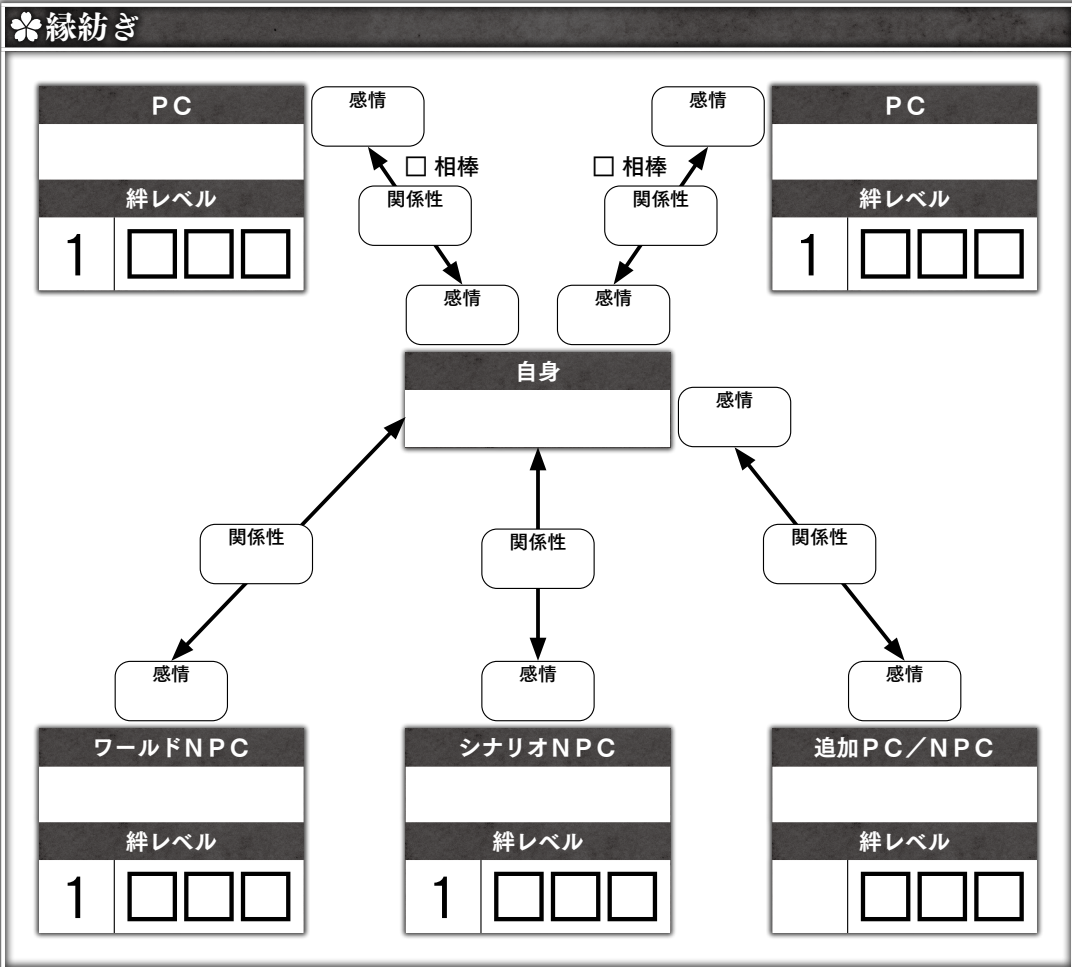 縁紡ぎ
PC
感情
感情
PC
□ 相棒
□ 相棒
関係性
関係性
絆レベル
絆レベル
1 □□□
1 □□□
感情
感情
自身
感情
関係性
関係性
関係性
感情
感情
感情
ワールドNPC
シナリオNPC
追加PC／NPC
絆レベル
絆レベル
絆レベル
1 □□□
1 □□□
□□□